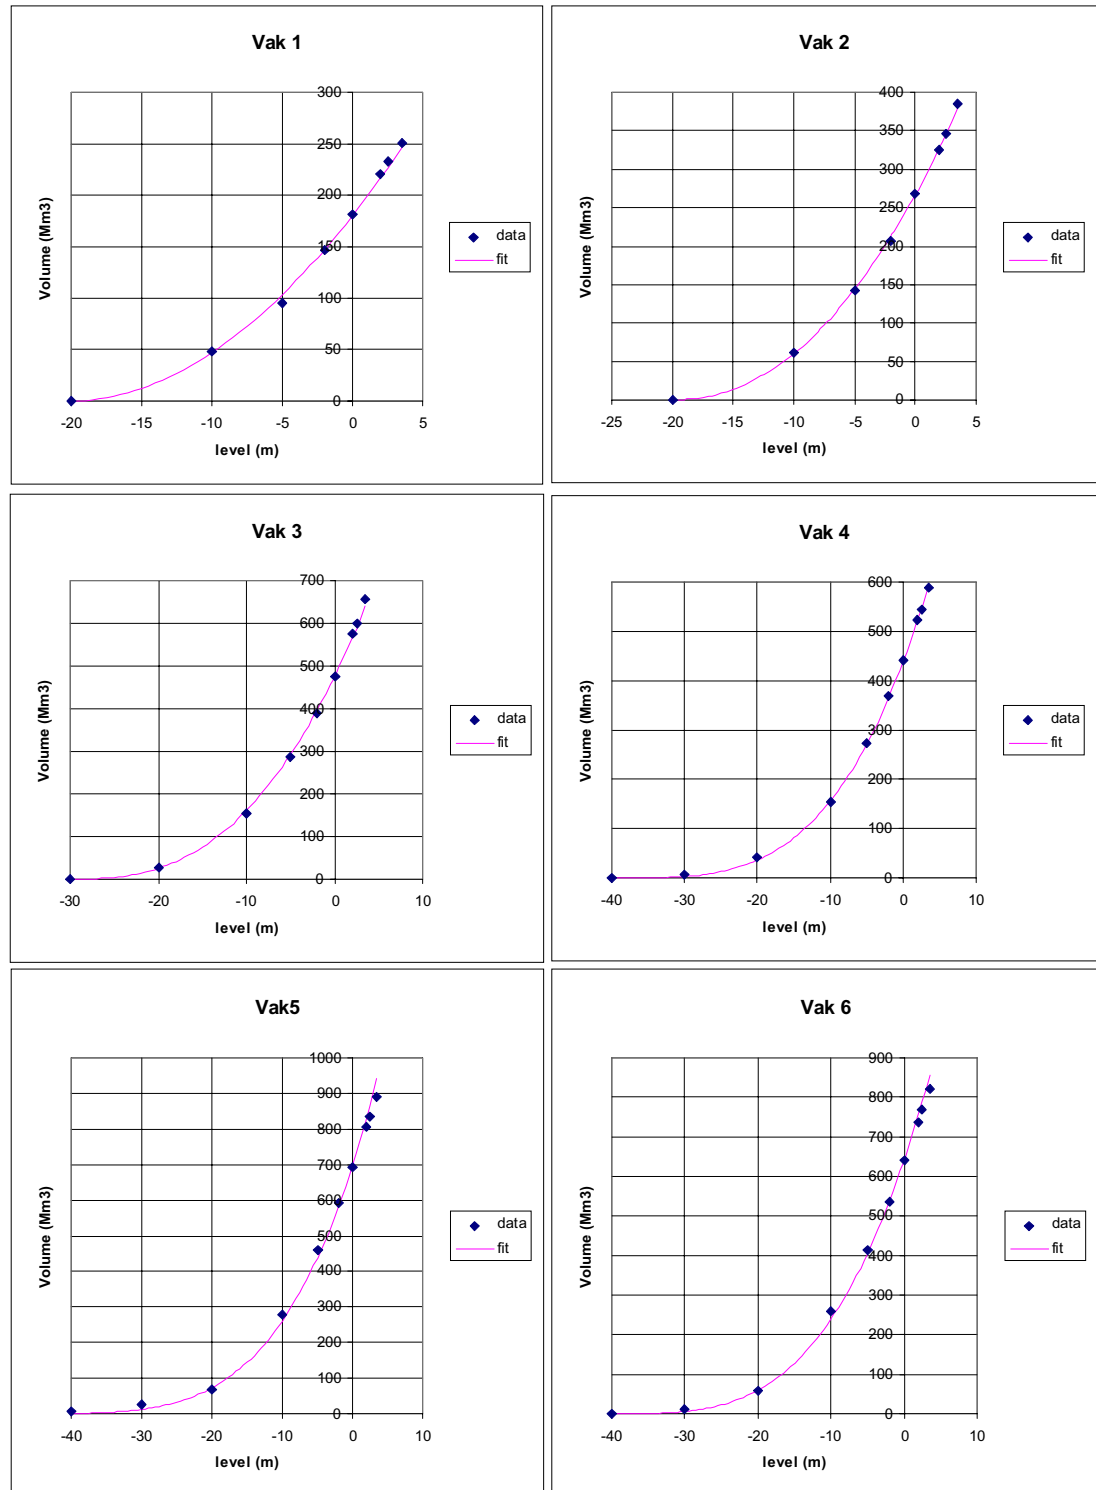 Vak 1
300
250
200
150
100
50
0
-20 -15 -10 -5 0 5
level (m)
Volume (Mm3)
data
fit
Vak 2
400
350
300
250
200
150
100
50
0
-25 -20 -15 -10 -5 0 5
level (m)
Volume (Mm3)
data
fit
Vak 3
700
600
500
400
300
200
100
0
-30 -20 -10 0 10
level (m)
Volume (Mm3)
data
fit
Vak 4
600
500
400
300
200
100
0
-40 -30 -20 -10 0 10
level (m)
Volume (Mm3)
data
fit
Vak5
1000
900
800
700
600
500
400
300
200
100
0
-40 -30 -20 -10 0 10
level (m)
Volume (Mm3)
data
fit
Vak 6
900
800
700
600
500
400
300
200
100
0
-40 -30 -20 -10 0 10
level (m)
Volume (Mm3)
data
fit